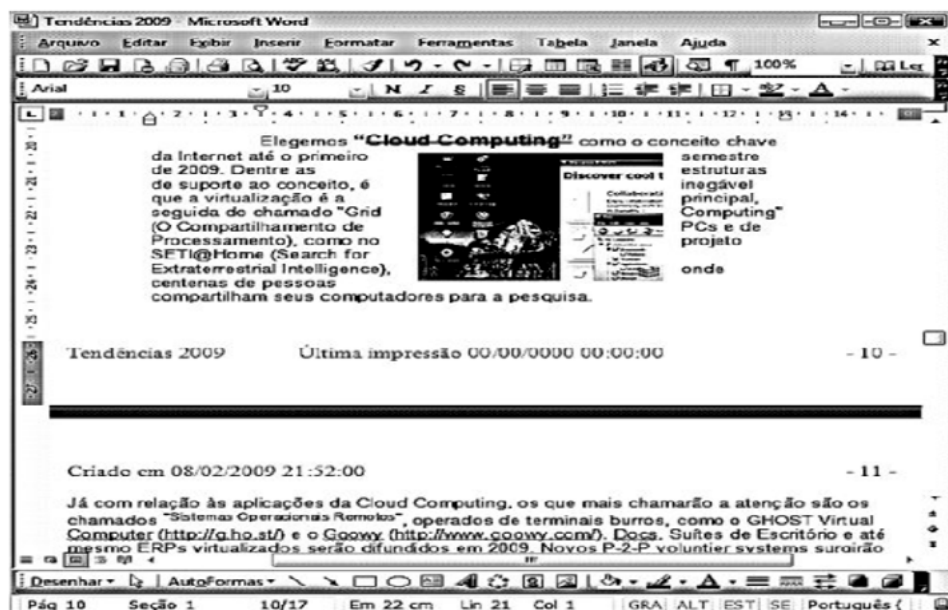 Tendências 2009 - Microsoft Word
Arquivo Editar Exibir Inserir Formatar Ferramentas Tabela Janela Ajuda
100% Ler
Arial 10 N I S
Elegemos "Cloud Computing" como o conceito chave
da Internet até o primeiro semestre
de 2009. Dentre as estruturas
de suporte ao conceito, é inegável
que a virtualização é a principal,
seguida do chamado "Grid Computing"
(O Compartilhamento de PCs e de
Processamento), como no projeto
SETI@Home (Search for
Extraterrestrial Intelligence), onde
centenas de pessoas
compartilham seus computadores para a pesquisa.
Discover cool t
Tendências 2009 Última impressão 00/00/0000 00:00:00 - 10 -
Criado em 08/02/2009 21:52:00 - 11 -
Já com relação às aplicações da Cloud Computing, os que mais chamarão a atenção são os
chamados "Sistemas Operacionais Remotos", operados de terminais burros, como o GHOST Virtual
Computer (http://g.ho.st/) e o Goowy (http://www.goowy.com/). Docs, Suítes de Escritório e até
mesmo ERPs virtualizados serão difundidos em 2009. Novos P-2-P voluntier systems surgirão
Desenhar AutoFormas
Pág 10 Seção 1 10/17 Em 22 cm Lin 21 Col 1 GRA ALT EST SE Português (